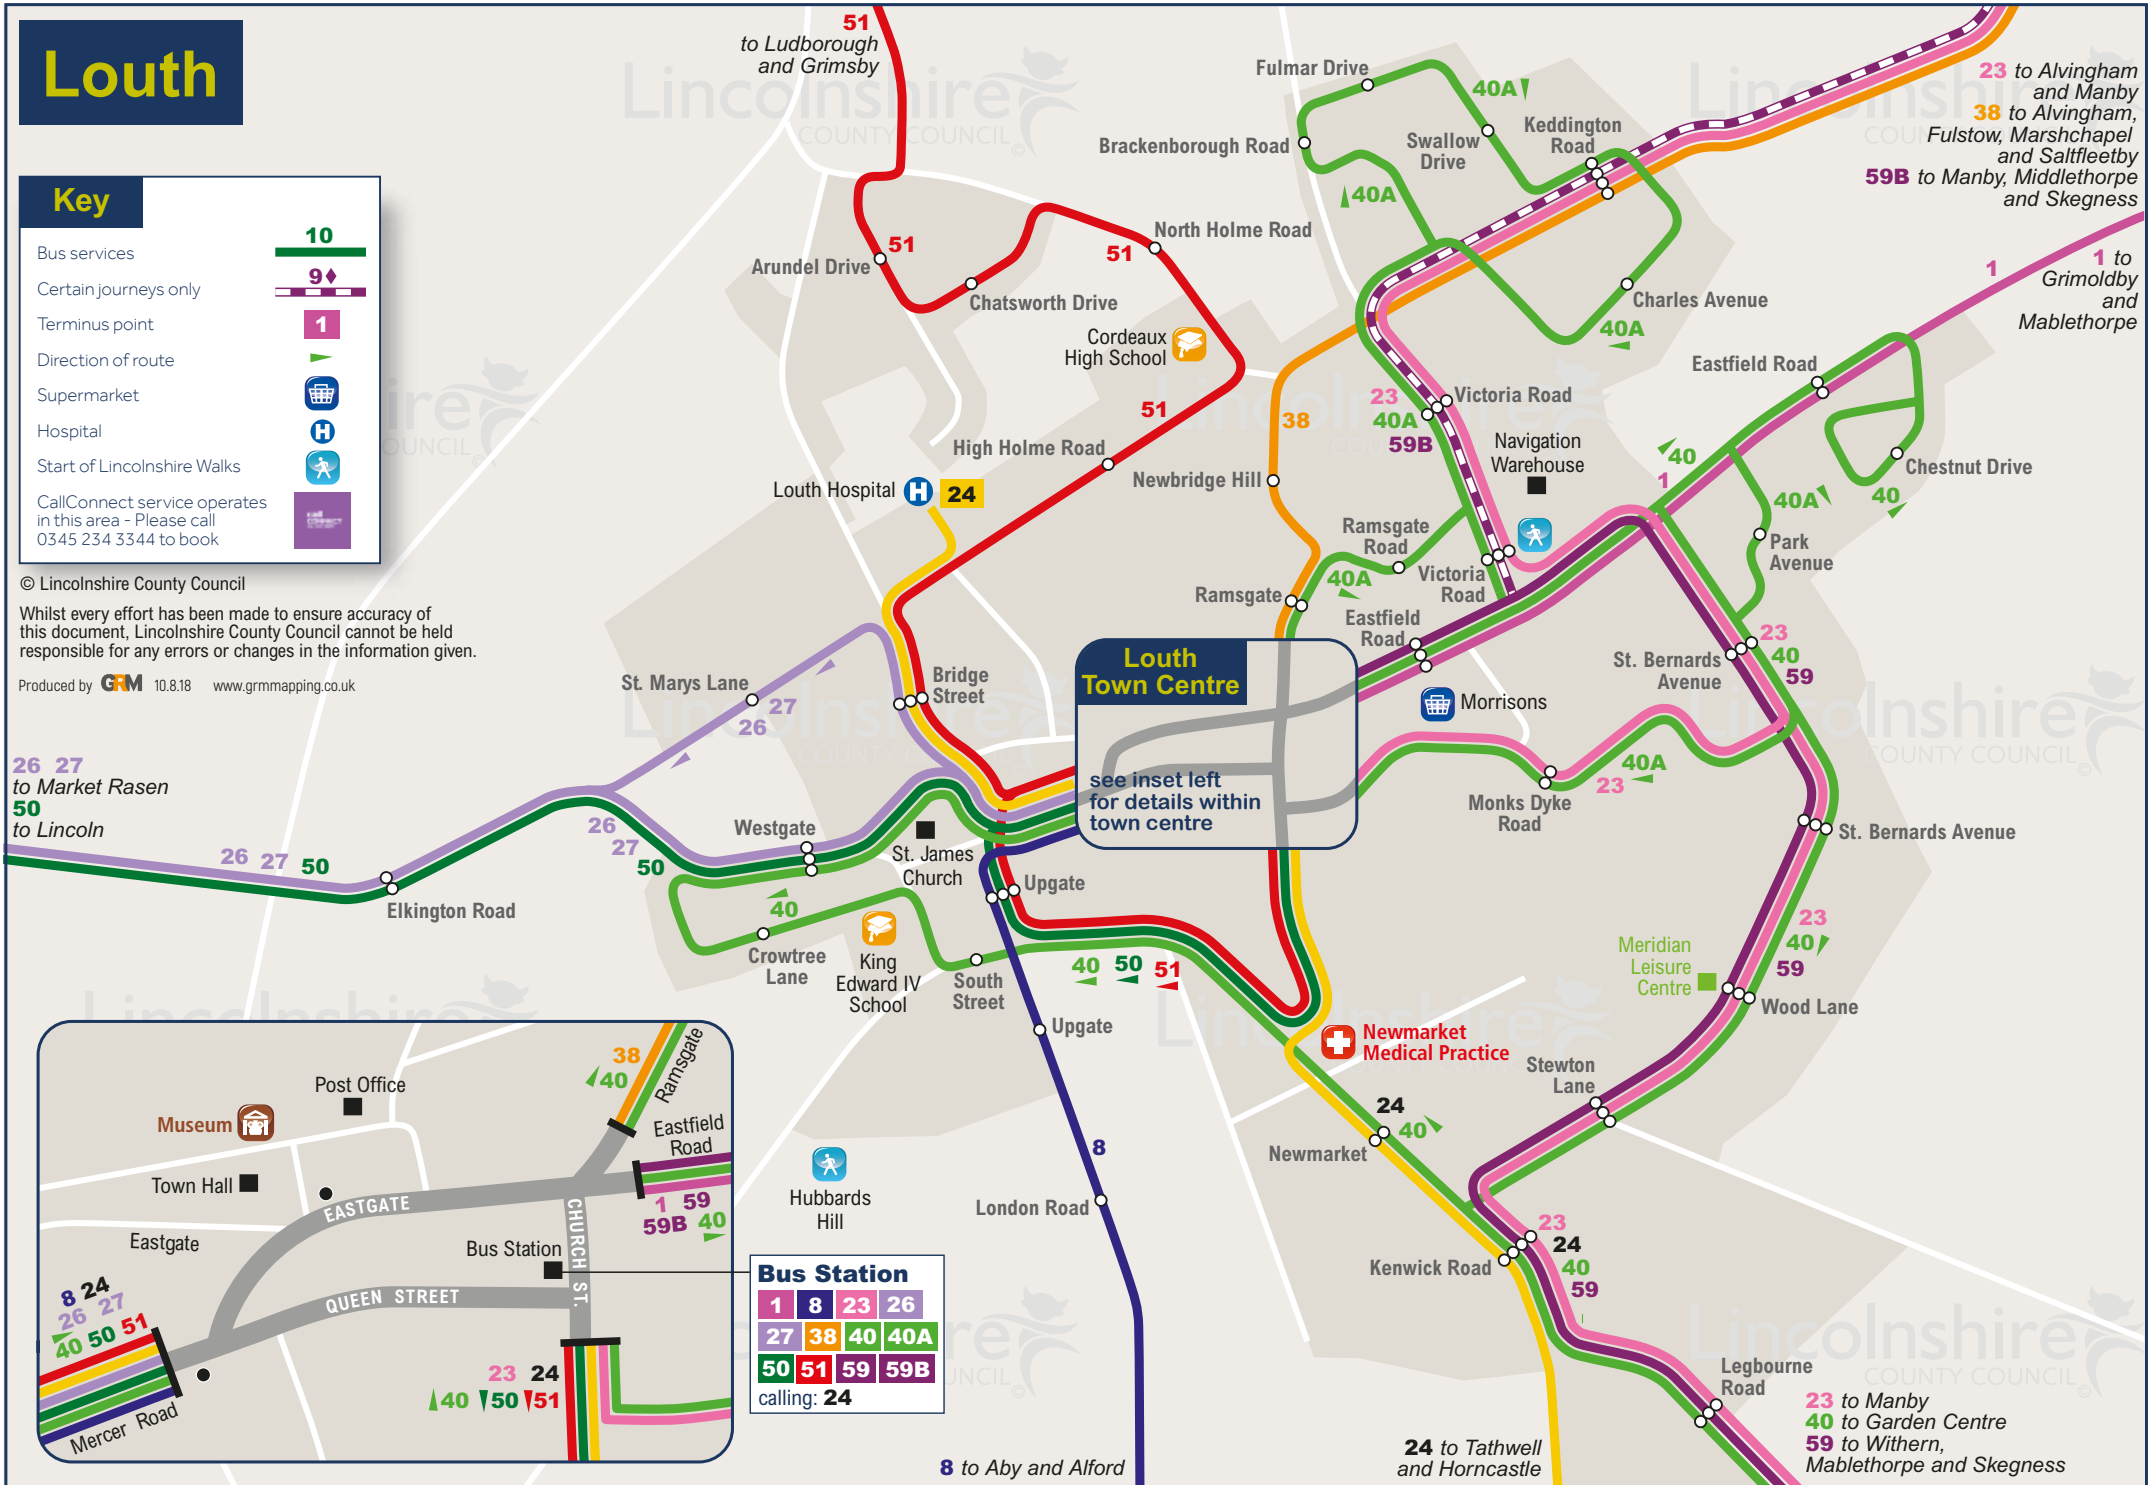 Louth
Key
Bus services
10
Certain journeys only
9♦
Terminus point
1
Direction of route
Supermarket
Hospital
H
Start of Lincolnshire Walks
CallConnect service operates
in this area - Please call
0345 234 3344 to book
call
CONNECT
© Lincolnshire County Council
Whilst every effort has been made to ensure accuracy of
this document, Lincolnshire County Council cannot be held
responsible for any errors or changes in the information given.
Produced by GRM 10.8.18 www.grmmapping.co.uk
51
to Ludborough
and Grimsby
Lincolnshire
COUNTY COUNCIL ©
Fulmar Drive
40A
Brackenborough Road
Swallow
Drive
Keddington
Road
40A
23 to Alvingham
and Manby
38 to Alvingham,
Fulstow, Marshchapel
and Saltfleetby
59B to Manby, Middlethorpe
and Skegness
51
Arundel Drive
Chatsworth Drive
51
North Holme Road
Charles Avenue
40A
1
1 to
Grimoldby
and
Mablethorpe
Cordeaux
High School
51
High Holme Road
Louth Hospital H 24
38
Newbridge Hill
23
40A
59B
Victoria Road
Navigation
Warehouse
Eastfield Road
40
1
Chestnut Drive
40
40A
Park
Avenue
Ramsgate
Road
40A
Victoria
Road
Ramsgate
Eastfield
Road
Morrisons
St. Bernards
Avenue
23
40
59
St. Marys Lane
27
26
Bridge
Street
Louth
Town Centre
see inset left
for details within
town centre
40A
23
Monks Dyke
Road
St. Bernards Avenue
26 27
to Market Rasen
50
to Lincoln
26 27 50
Elkington Road
26
27
50
Westgate
St. James
Church
40
Crowtree
Lane
King
Edward IV
School
South
Street
Upgate
40 50 51
Upgate
23
40
59
Meridian
Leisure
Centre
Wood Lane
Newmarket
Medical Practice
Stewton
Lane
24
40
Newmarket
Kenwick Road
23
24
40
59
Hubbards
Hill
8
London Road
Legbourne
Road
23 to Manby
40 to Garden Centre
59 to Withern,
Mablethorpe and Skegness
24 to Tathwell
and Horncastle
8 to Aby and Alford
Post Office
Museum
Town Hall
EASTGATE
Eastgate
Bus Station
QUEEN STREET
CHURCH ST.
38
40
Ramsgate
Eastfield
Road
1 59
59B 40
8 24
26 27
40 50 51
Mercer Road
23 24
40 50 51
Bus Station
1 8 23 26
27 38 40 40A
50 51 59 59B
calling: 24